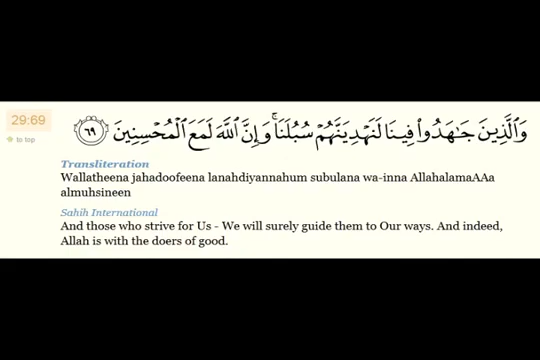 29:69
to top
وَٱلَّذِينَ جَـٰهَدُوا۟ فِينَا لَنَهْدِيَنَّهُمْ سُبُلَنَا ۚ وَإِنَّ ٱللَّهَ لَمَعَ ٱلْمُحْسِنِينَ ٦٩
Transliteration
Wallatheena jahadoofeena lanahdiyannahum subulana wa-inna AllahalamaAAa
almuhsineen
Sahih International
And those who strive for Us - We will surely guide them to Our ways. And indeed,
Allah is with the doers of good.